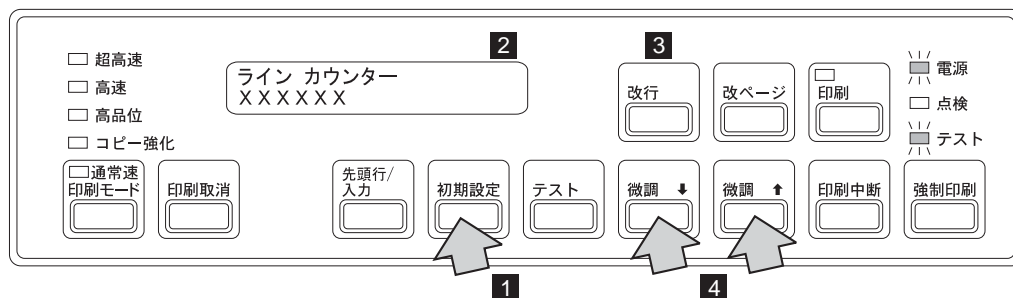 2
3
超高速
高速
高品位
コピー強化
通常速
印刷モード
印刷取消
ライン カウンター
XXXXXX
先頭行/
入力
初期設定
テスト
改行
改ページ
印刷
微調 ⬇
微調 ⬆
印刷中断
強制印刷
電源
点検
テスト
1
4